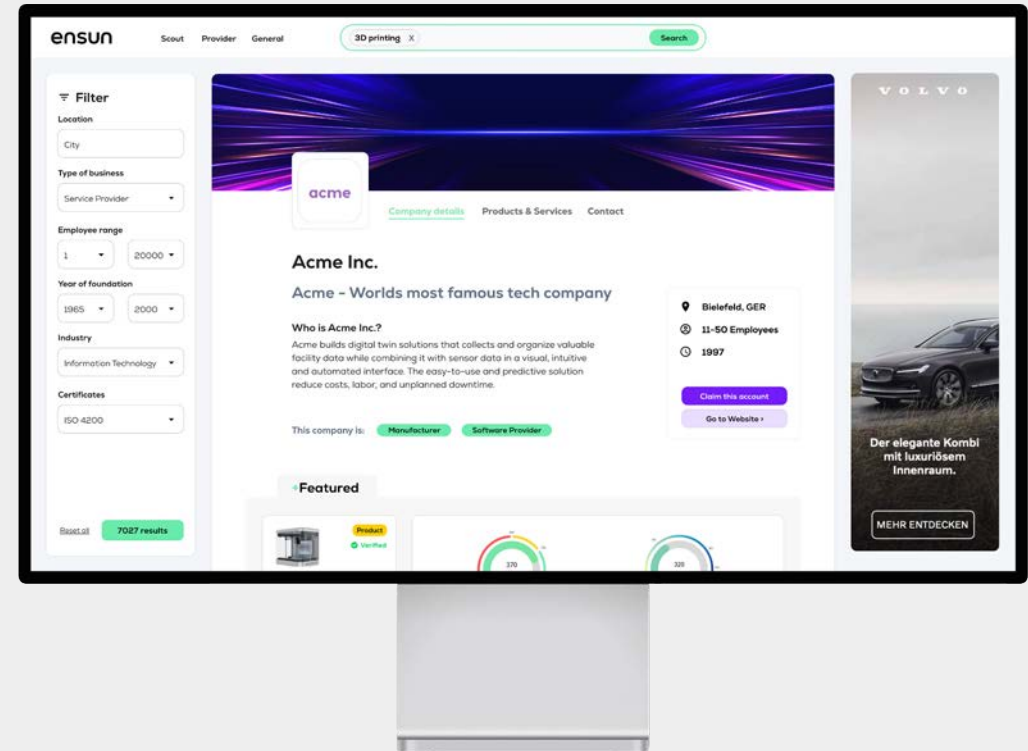 ensun
Scout Provider General
3D printing X
Search
Filter
Location
City
Type of business
Service Provider
Employee range
1 20000
Year of foundation
1965 2000
Industry
Information Technology
Certificates
ISO 4200
Reset all 7027 results
acme
Company details Products & Services Contact
Acme Inc.
Acme - Worlds most famous tech company
Who is Acme Inc.?
Acme builds digital twin solutions that collects and organize valuable
facility data while combining it with sensor data in a visual, intuitive
and automated interface. The easy-to-use and predictive solution
reduce costs, labor, and unplanned downtime.
This company is: Manufacturer Software Provider
Bielefeld, GER
11-50 Employees
1997
Claim this account
Go to Website >
+Featured
Product
Verified
370
320
VOLVO
Der elegante Kombi
mit luxuriösem
Innenraum.
MEHR ENTDECKEN